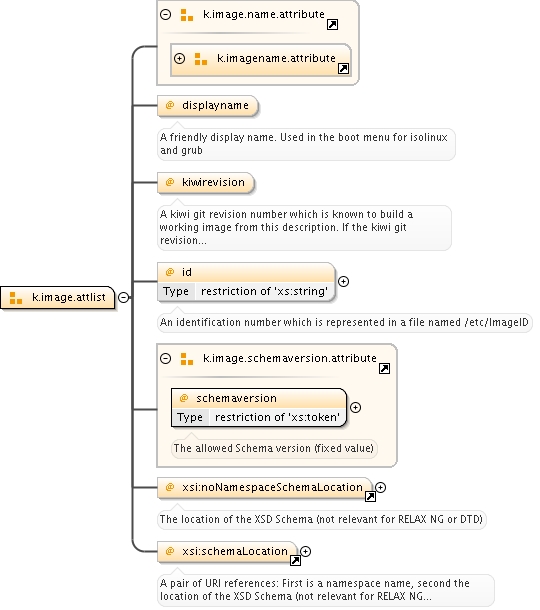 k.image.name.attribute
k.imagename.attribute
@ displayname
A friendly display name. Used in the boot menu for isolinux
and grub
@ kiwirevision
A kiwi git revision number which is known to build a
working image from this description. If the kiwi git
revision...
k.image.attlist
@ id
Type restriction of 'xs:string'
An identification number which is represented in a file named /etc/ImageID
k.image.schemaversion.attribute
@ schemaversion
Type restriction of 'xs:token'
The allowed Schema version (fixed value)
@ xsi:noNamespaceSchemaLocation
The location of the XSD Schema (not relevant for RELAX NG or DTD)
@ xsi:schemaLocation
A pair of URI references: First is a namespace name, second the
location of the XSD Schema (not relevant for RELAX NG...